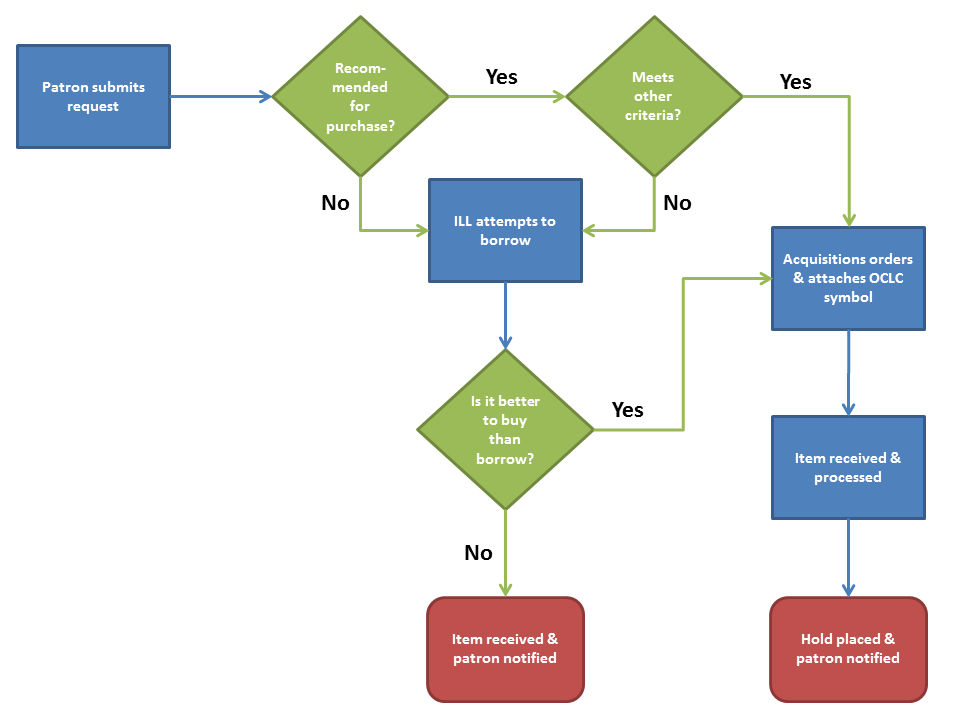 Patron submits
request
Recom-
mended
for
purchase?
Yes
Meets
other
criteria?
Yes
No
No
ILL attempts to
borrow
Acquisitions orders
& attaches OCLC
symbol
Is it better
to buy
than
borrow?
Yes
Item received &
processed
No
Item received &
patron notified
Hold placed &
patron notified